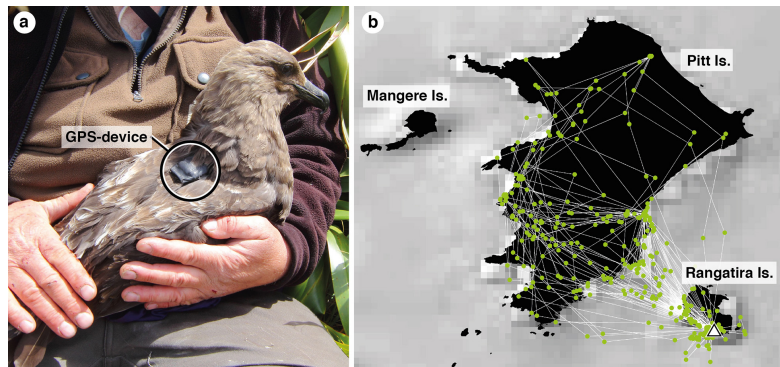 a
GPS-device
b
Pitt Is.
Mangere Is.
Rangatira Is.